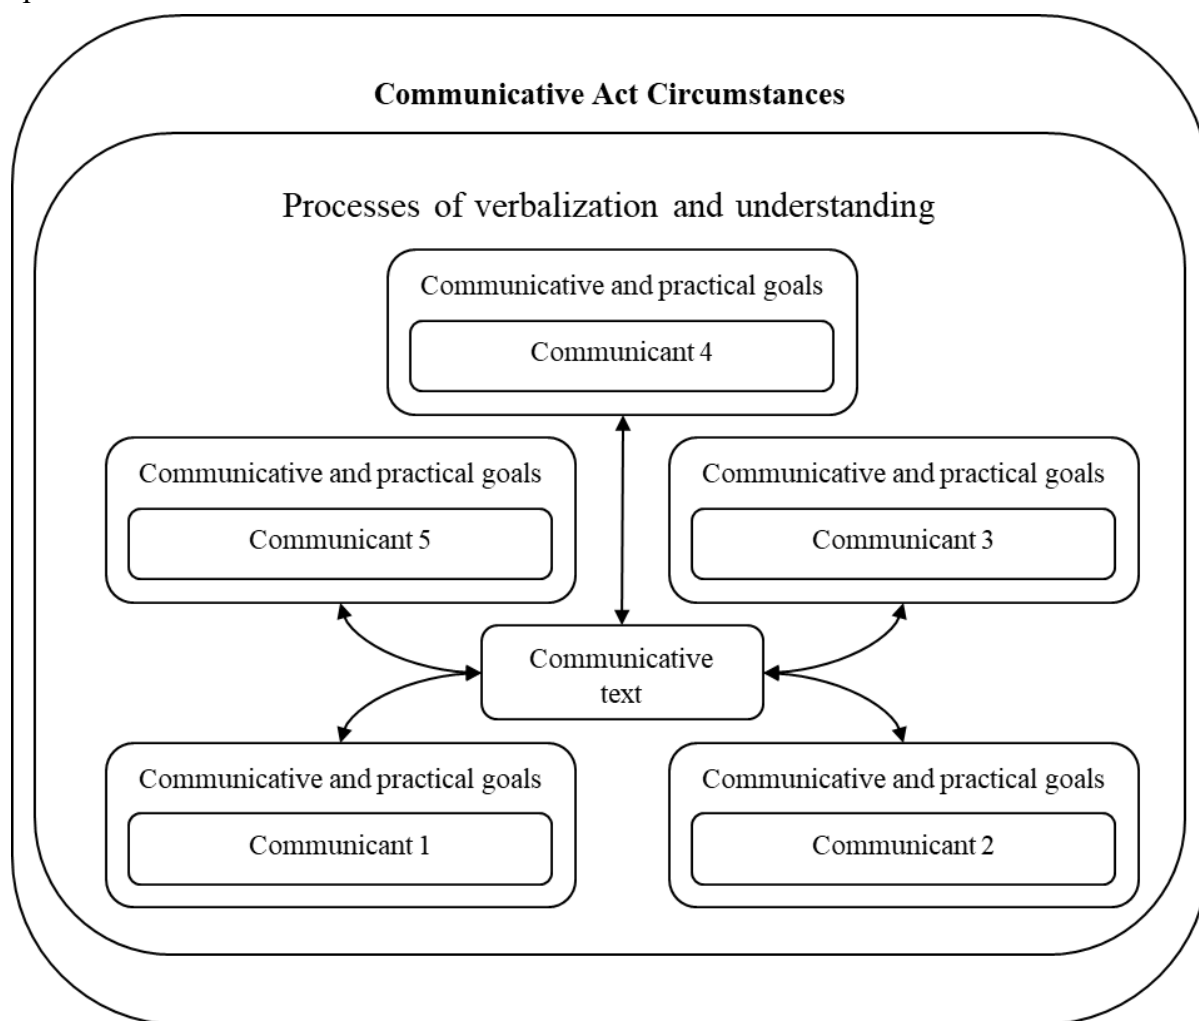 Communicative Act Circumstances
Processes of verbalization and understanding
Communicative and practical goals
Communicant 4
Communicative and practical goals
Communicant 5
Communicative and practical goals
Communicant 3
Communicative
text
Communicative and practical goals
Communicant 1
Communicative and practical goals
Communicant 2